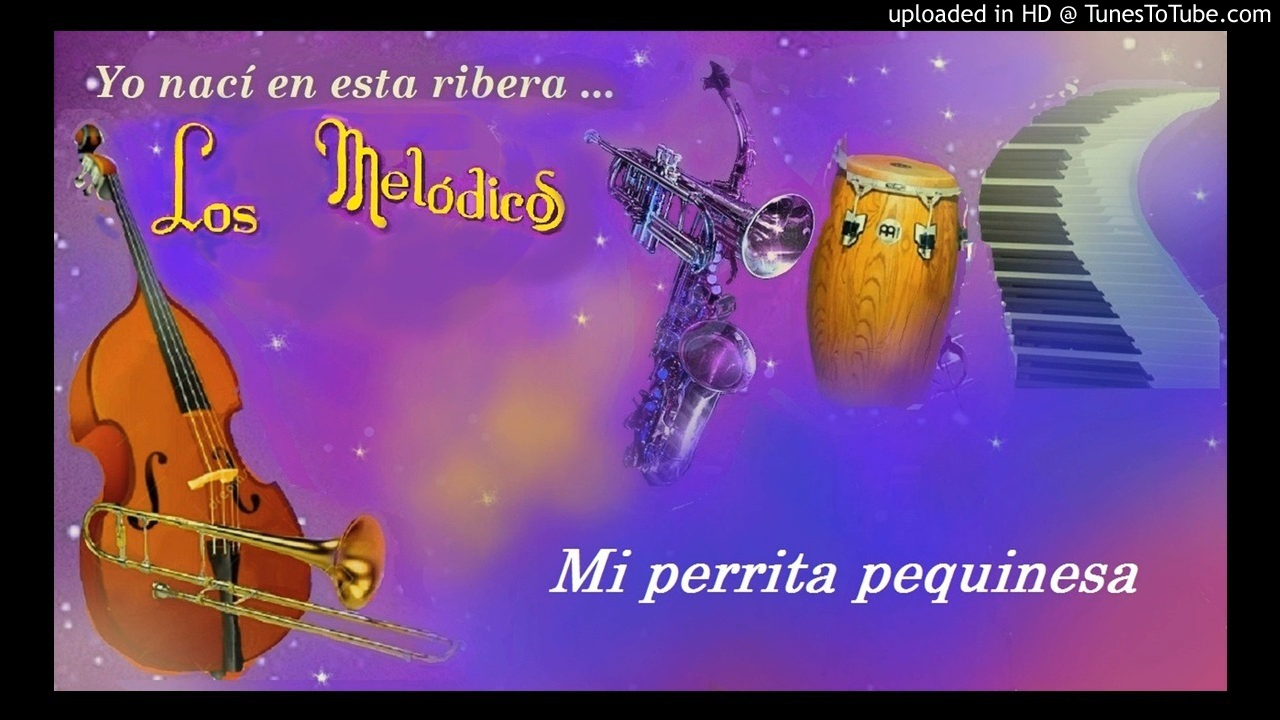 uploaded in HD @ TunesToTube.com
Yo nací en esta ribera ...
Los Melódicos
Mi perrita pequinesa